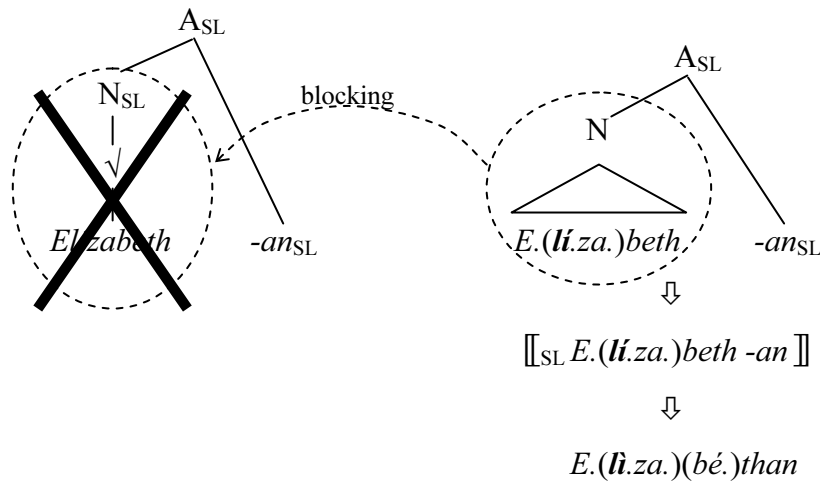 A_SL A_SL
N_SL blocking N
√
Elizabeth -an_SL E.(lí.za.)beth -an_SL
⇩
⟦_SL E.(lí.za.)beth -an⟧
⇩
E.(lì.za.)(bé.)than